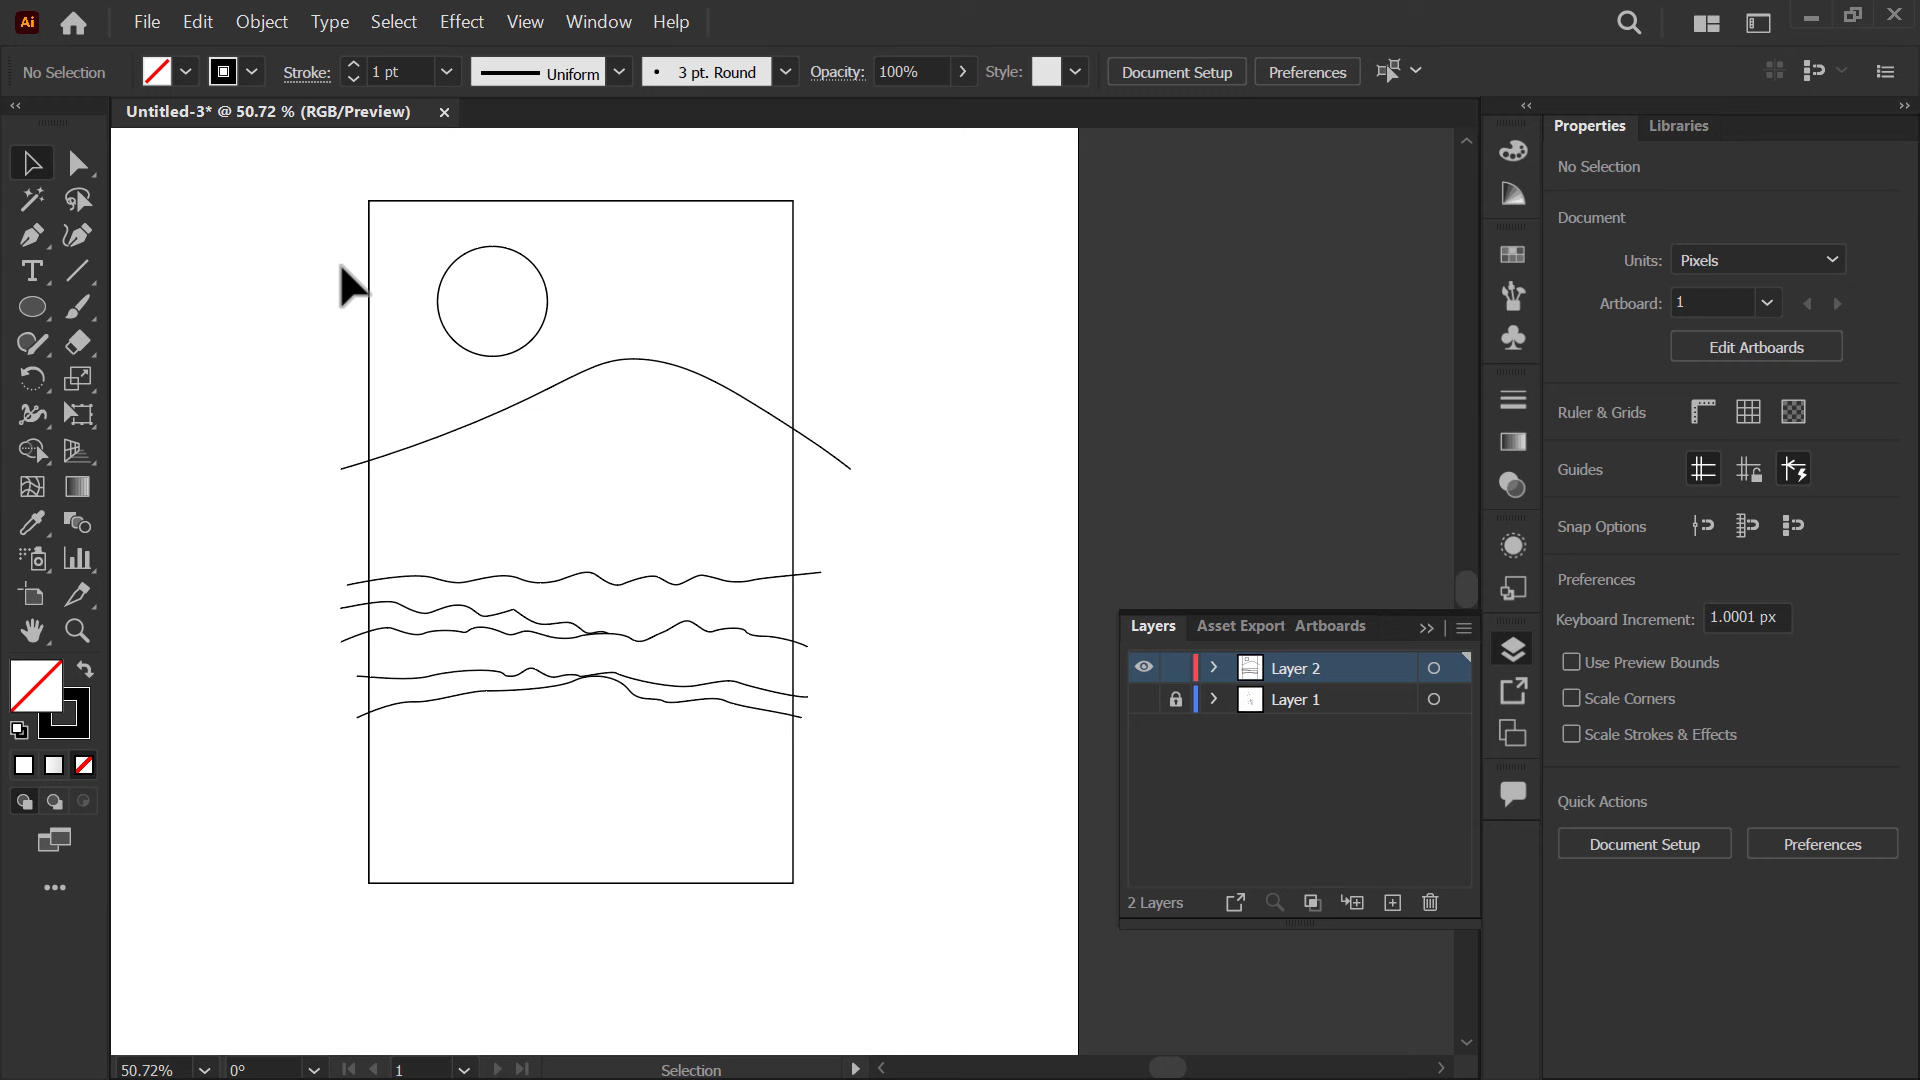 Ai File Edit Object Type Select Effect View Window Help
No Selection Stroke: 1 pt Uniform 3 pt. Round Opacity: 100% Style: Document Setup Preferences
Untitled-3* @ 50.72 % (RGB/Preview)
Properties Libraries
No Selection
Document
Units: Pixels
Artboard: 1
Edit Artboards
Ruler & Grids
Guides
Snap Options
Preferences
Keyboard Increment: 1.0001 px
Use Preview Bounds
Scale Corners
Scale Strokes & Effects
Quick Actions
Document Setup Preferences
Layers Asset Export Artboards
Layer 2
Layer 1
2 Layers
50.72% 0° 1 Selection